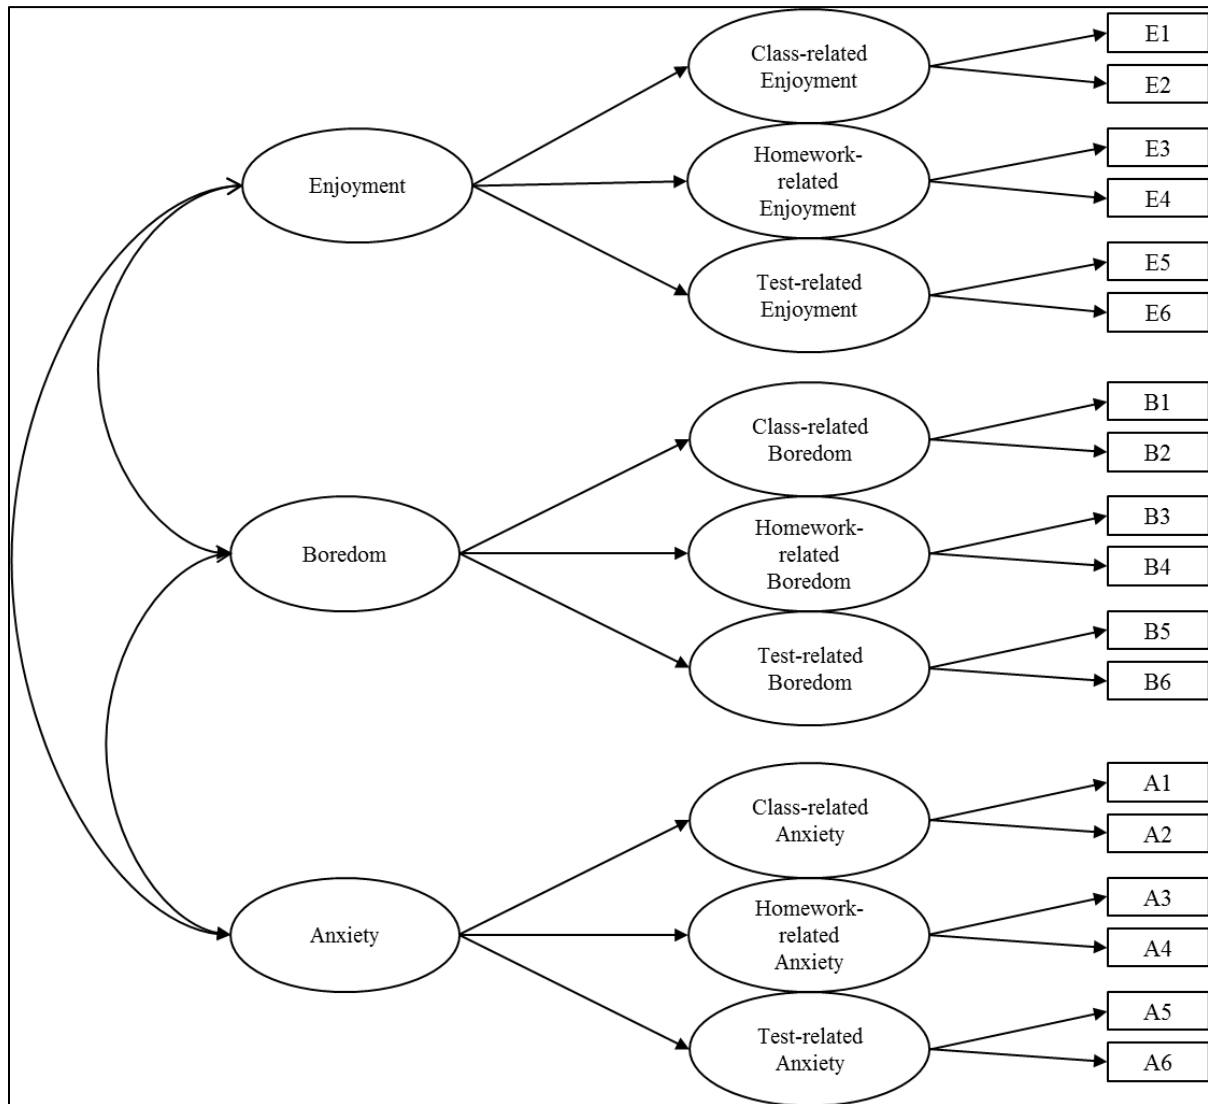 Class-related
Enjoyment
E1
E2
Homework-
related
Enjoyment
E3
E4
Enjoyment
Test-related
Enjoyment
E5
E6
Class-related
Boredom
B1
B2
Homework-
related
Boredom
B3
B4
Boredom
Test-related
Boredom
B5
B6
Class-related
Anxiety
A1
A2
Homework-
related
Anxiety
A3
A4
Anxiety
Test-related
Anxiety
A5
A6